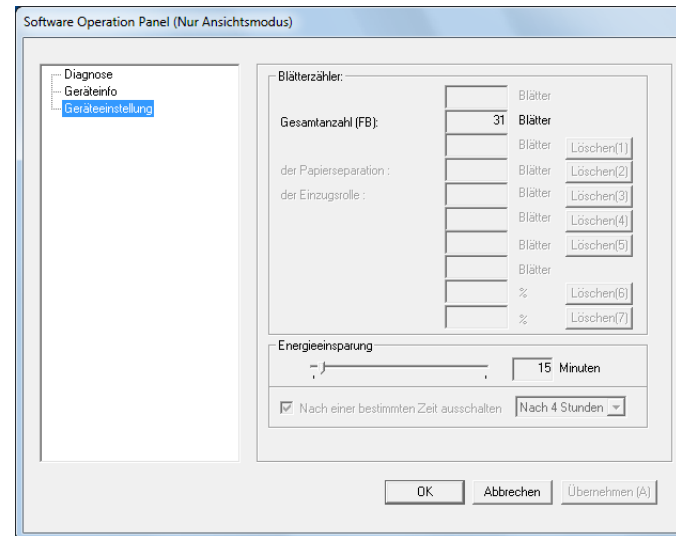 Software Operation Panel (Nur Ansichtsmodus)
Diagnose
Geräteinfo
Geräteeinstellung
Blätterzähler:
Blätter
Gesamtanzahl (FB): 31 Blätter
Blätter Löschen(1)
der Papierseparation : Blätter Löschen(2)
der Einzugsrolle : Blätter Löschen(3)
Blätter Löschen(4)
Blätter Löschen(5)
Blätter
% Löschen(6)
% Löschen(7)
Energieeinsparung
15 Minuten
Nach einer bestimmten Zeit ausschalten Nach 4 Stunden
OK Abbrechen Übernehmen (A)